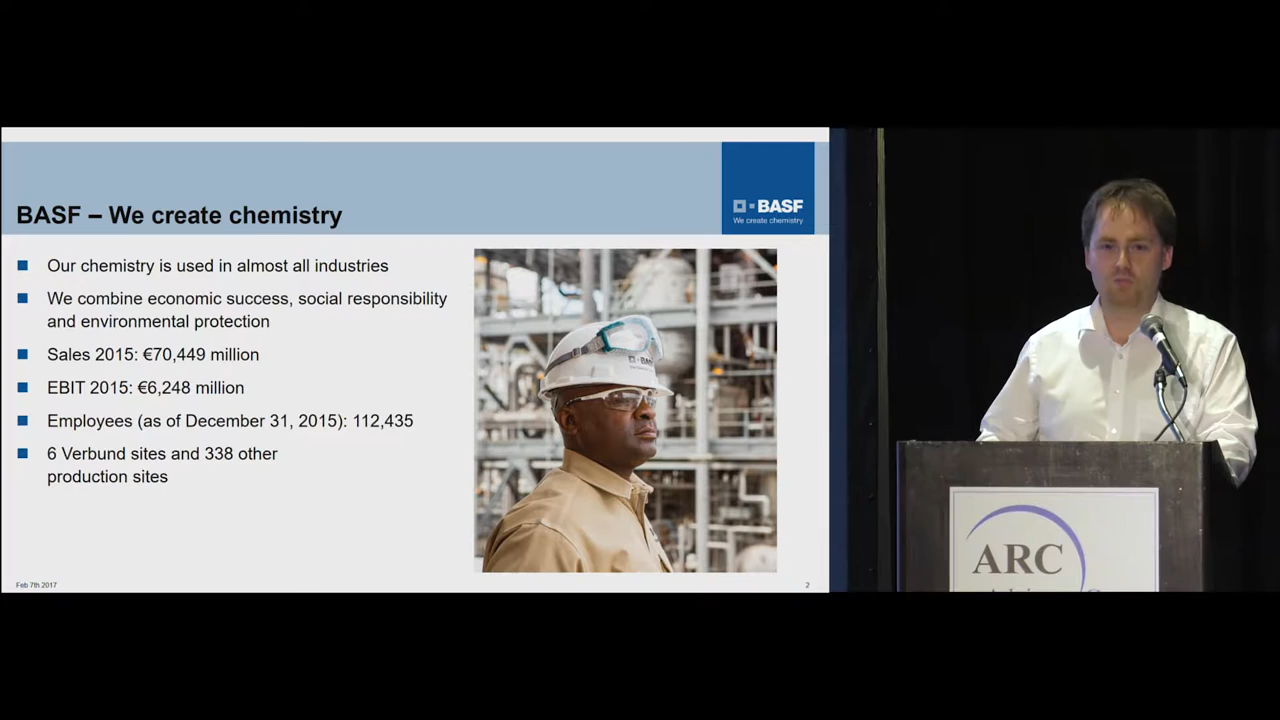 BASF – We create chemistry
BASF
We create chemistry
Our chemistry is used in almost all industries
We combine economic success, social responsibility
and environmental protection
Sales 2015: €70,449 million
EBIT 2015: €6,248 million
Employees (as of December 31, 2015): 112,435
6 Verbund sites and 338 other
production sites
Feb 7th 2017
2
ARC